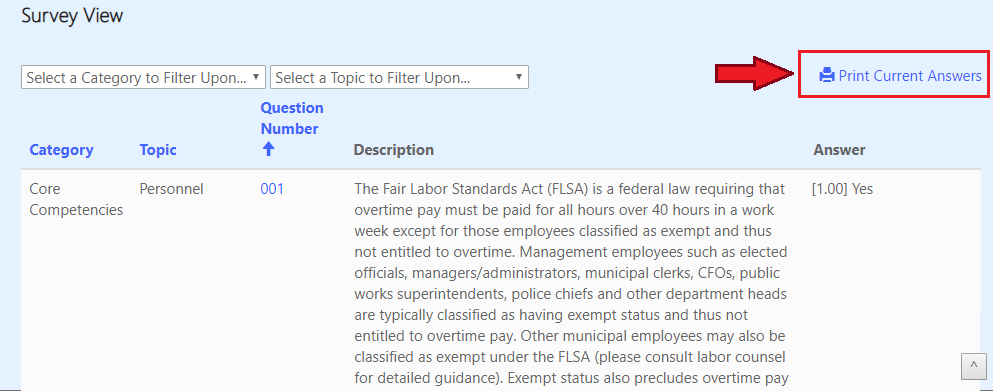 Survey View
Select a Category to Filter Upon... Select a Topic to Filter Upon...
Print Current Answers
Category Topic Question Number Description Answer
Core Competencies Personnel 001 [1.00] Yes
The Fair Labor Standards Act (FLSA) is a federal law requiring that
overtime pay must be paid for all hours over 40 hours in a work
week except for those employees classified as exempt and thus
not entitled to overtime. Management employees such as elected
officials, managers/administrators, municipal clerks, CFOs, public
works superintendents, police chiefs and other department heads
are typically classified as having exempt status and thus not
entitled to overtime pay. Other municipal employees may also be
classified as exempt under the FLSA (please consult labor counsel
for detailed guidance). Exempt status also precludes overtime pay